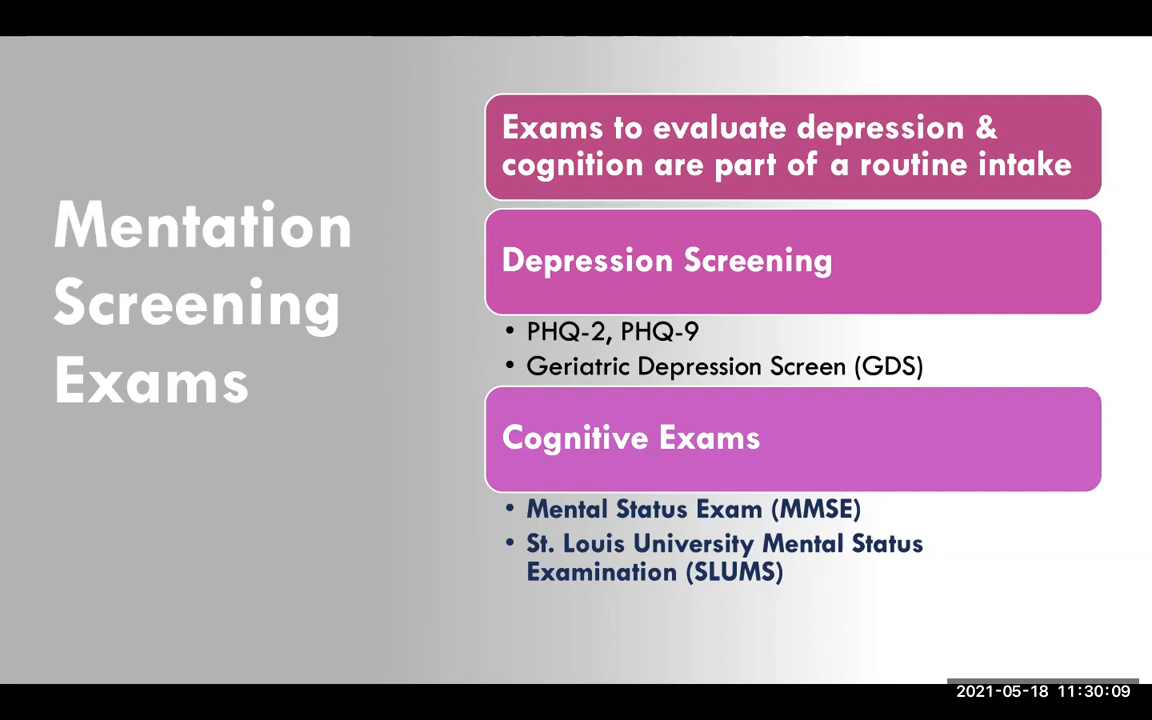 Mentation
Screening
Exams
Exams to evaluate depression &
cognition are part of a routine intake
Depression Screening
• PHQ-2, PHQ-9
• Geriatric Depression Screen (GDS)
Cognitive Exams
• Mental Status Exam (MMSE)
• St. Louis University Mental Status
Examination (SLUMS)
2021-05-18 11:30:09